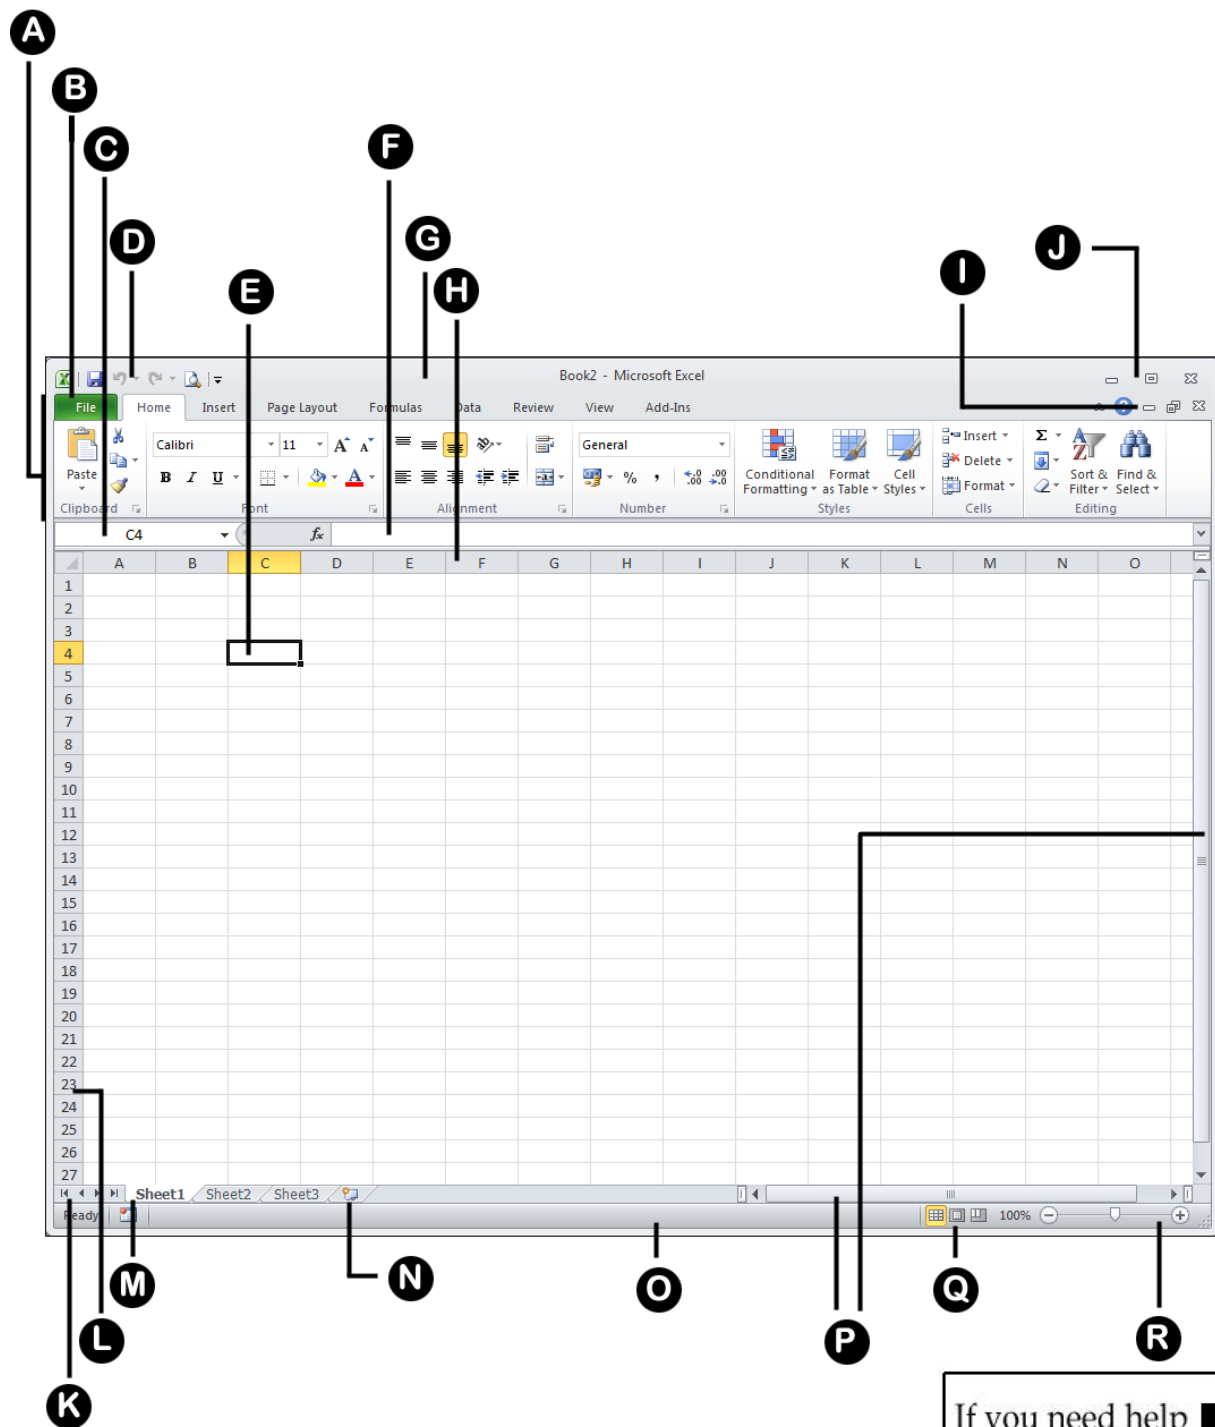 A
B
C
F
D
G
J
E
H
I
Book2 - Microsoft Excel
File Home Insert Page Layout Formulas Data Review View Add-Ins
Calibri 11 A A General Insert Σ
Paste B I U A % , .00 .0 Conditional Formatting Format as Table Cell Styles Delete Sort & Filter Find & Select
Format
Clipboard Font Alignment Number Styles Cells Editing
C4 fx
A B C D E F G H I J K L M N O
1
2
3
4
5
6
7
8
9
10
11
12
13
14
15
16
17
18
19
20
21
22
23
24
25
26
27
Sheet1 Sheet2 Sheet3
Ready 100%
M
N
O
Q
L
P
R
K
If you need help